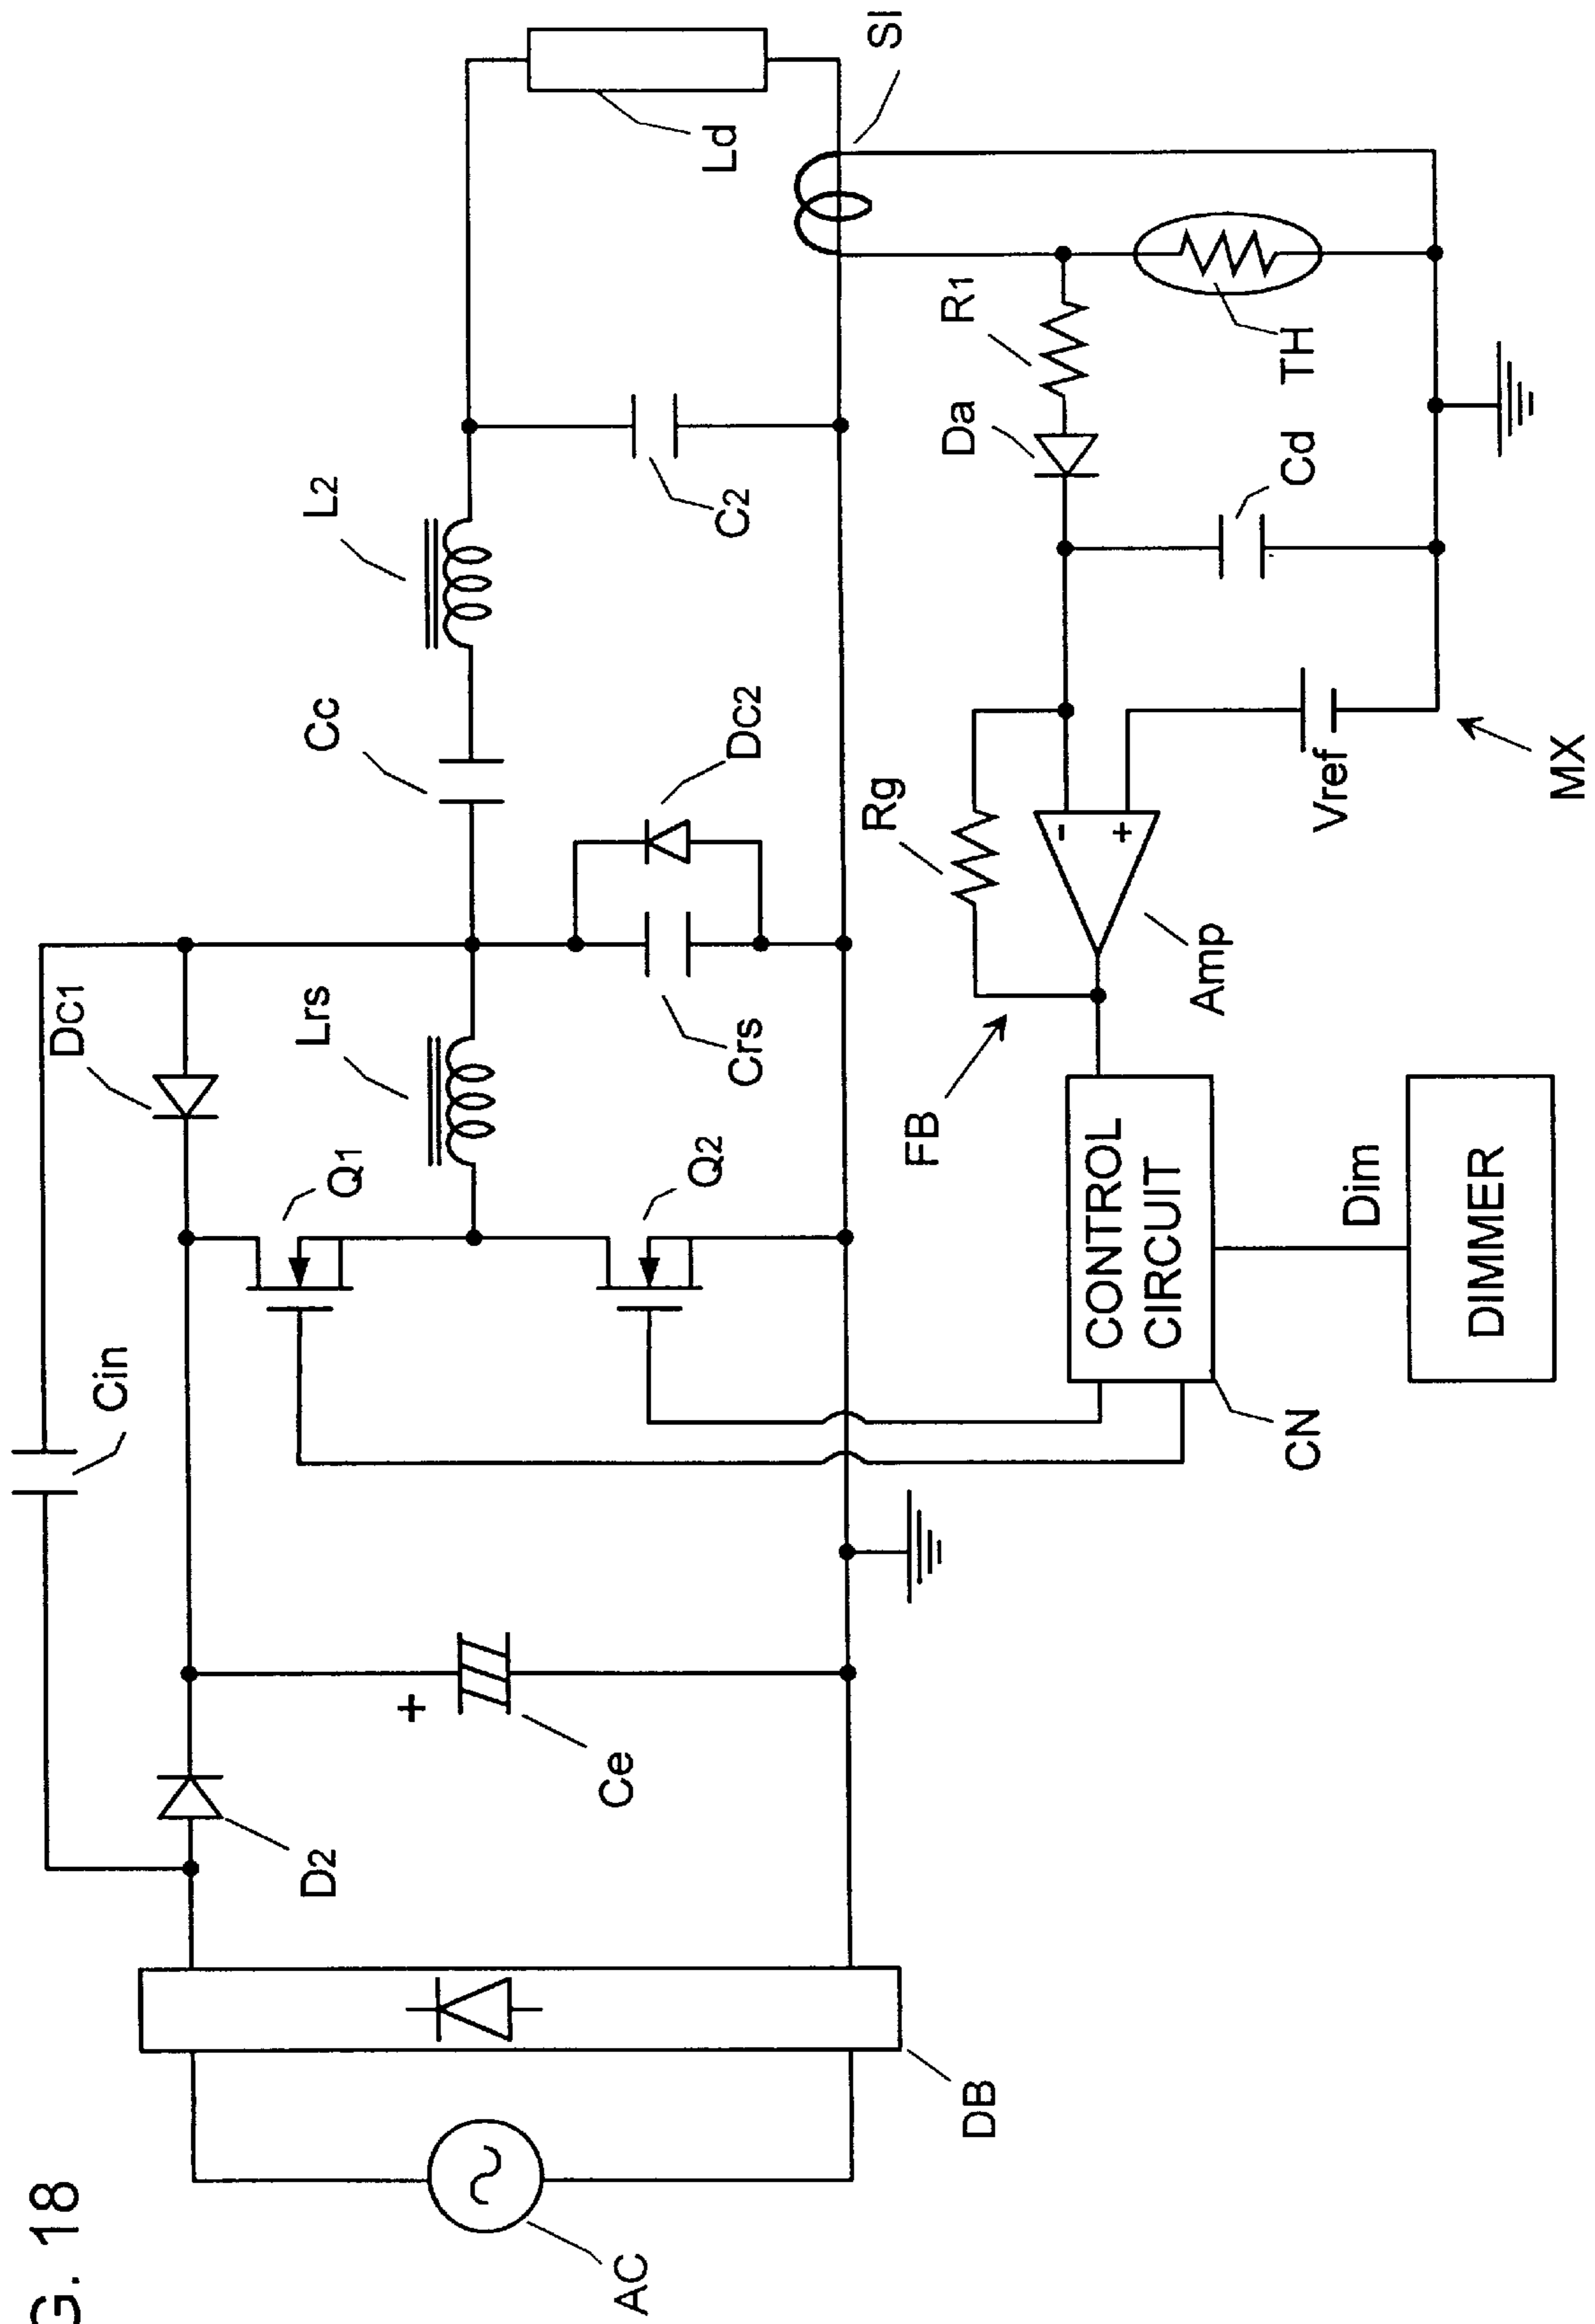 G. 18
AC
DB
D2
Ce
+
Cin
Q1
Q2
DC1
Lrs
Crs
DC2
Cc
L2
C2
Ld
SI
R1
TH
Da
Cd
Rg
-
+
Amp
Vref
MX
FB
CONTROL
CIRCUIT
CN
Dim
DIMMER